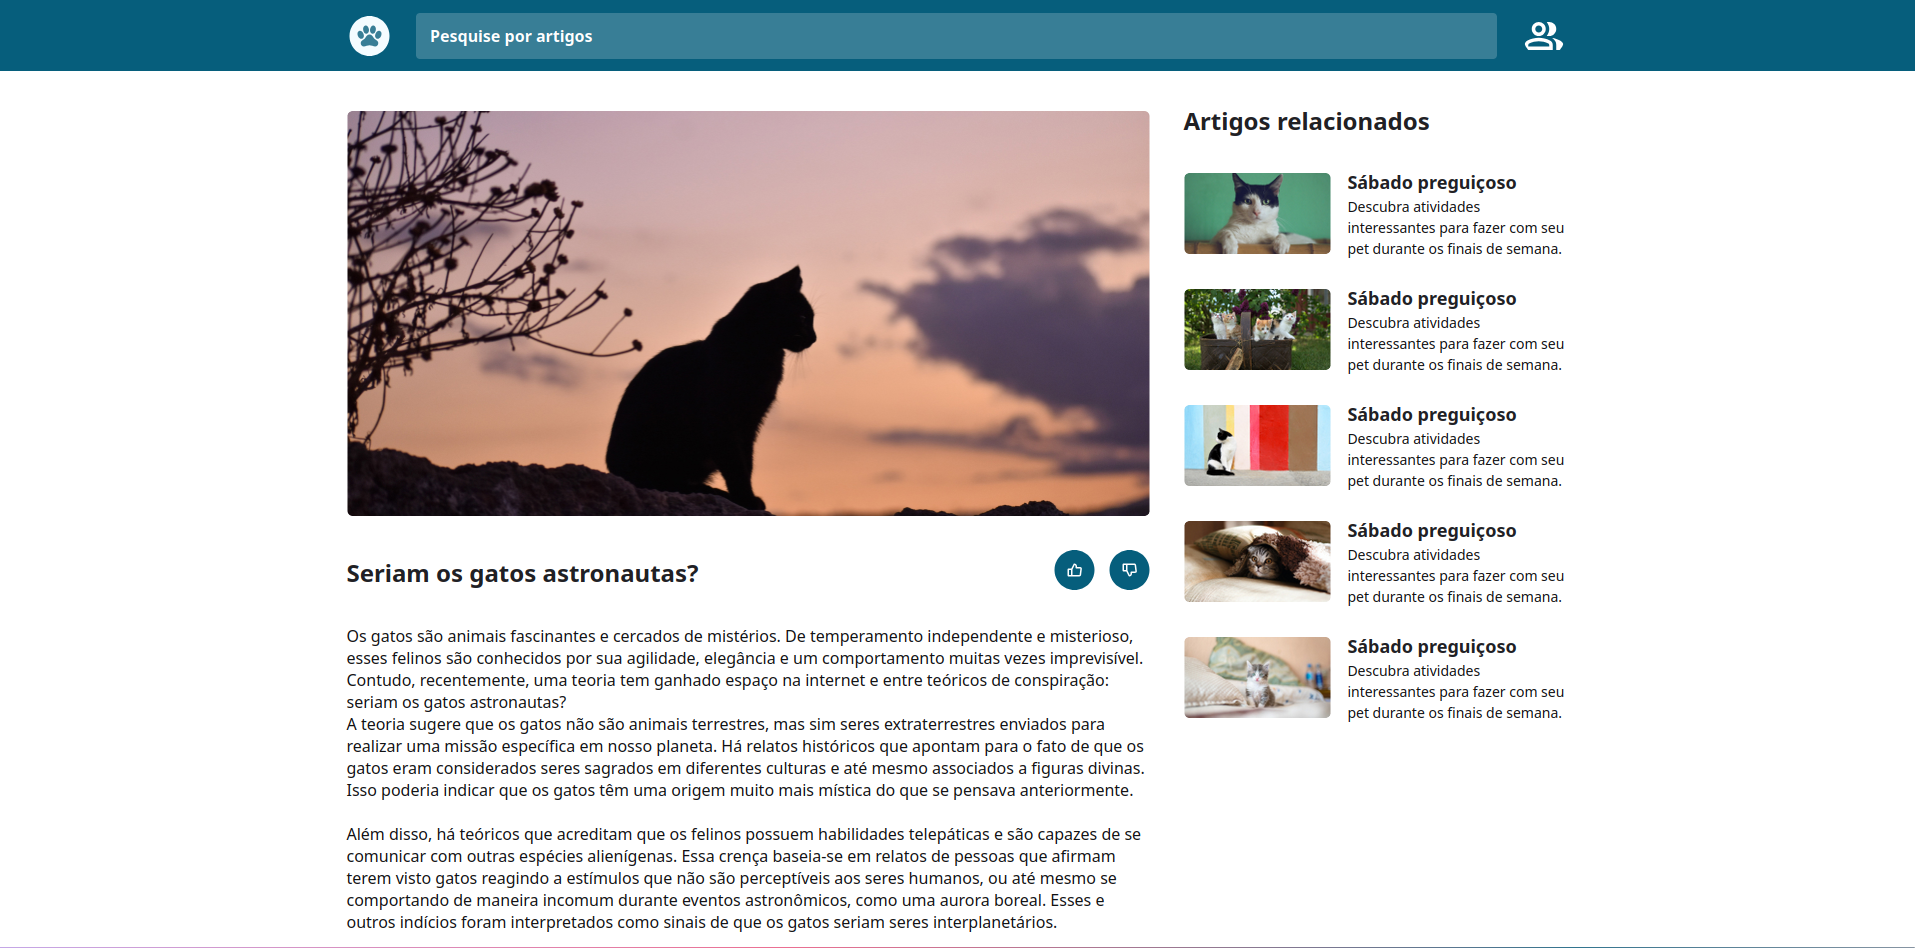 Pesquise por artigos
Seriam os gatos astronautas?
Os gatos são animais fascinantes e cercados de mistérios. De temperamento independente e misterioso,
esses felinos são conhecidos por sua agilidade, elegância e um comportamento muitas vezes imprevisível.
Contudo, recentemente, uma teoria tem ganhado espaço na internet e entre teóricos de conspiração:
seriam os gatos astronautas?
A teoria sugere que os gatos não são animais terrestres, mas sim seres extraterrestres enviados para
realizar uma missão específica em nosso planeta. Há relatos históricos que apontam para o fato de que os
gatos eram considerados seres sagrados em diferentes culturas e até mesmo associados a figuras divinas.
Isso poderia indicar que os gatos têm uma origem muito mais mística do que se pensava anteriormente.
Além disso, há teóricos que acreditam que os felinos possuem habilidades telepáticas e são capazes de se
comunicar com outras espécies alienígenas. Essa crença baseia-se em relatos de pessoas que afirmam
terem visto gatos reagindo a estímulos que não são perceptíveis aos seres humanos, ou até mesmo se
comportando de maneira incomum durante eventos astronômicos, como uma aurora boreal. Esses e
outros indícios foram interpretados como sinais de que os gatos seriam seres interplanetários.
Artigos relacionados
Sábado preguiçoso
Descubra atividades
interessantes para fazer com seu
pet durante os finais de semana.
Sábado preguiçoso
Descubra atividades
interessantes para fazer com seu
pet durante os finais de semana.
Sábado preguiçoso
Descubra atividades
interessantes para fazer com seu
pet durante os finais de semana.
Sábado preguiçoso
Descubra atividades
interessantes para fazer com seu
pet durante os finais de semana.
Sábado preguiçoso
Descubra atividades
interessantes para fazer com seu
pet durante os finais de semana.